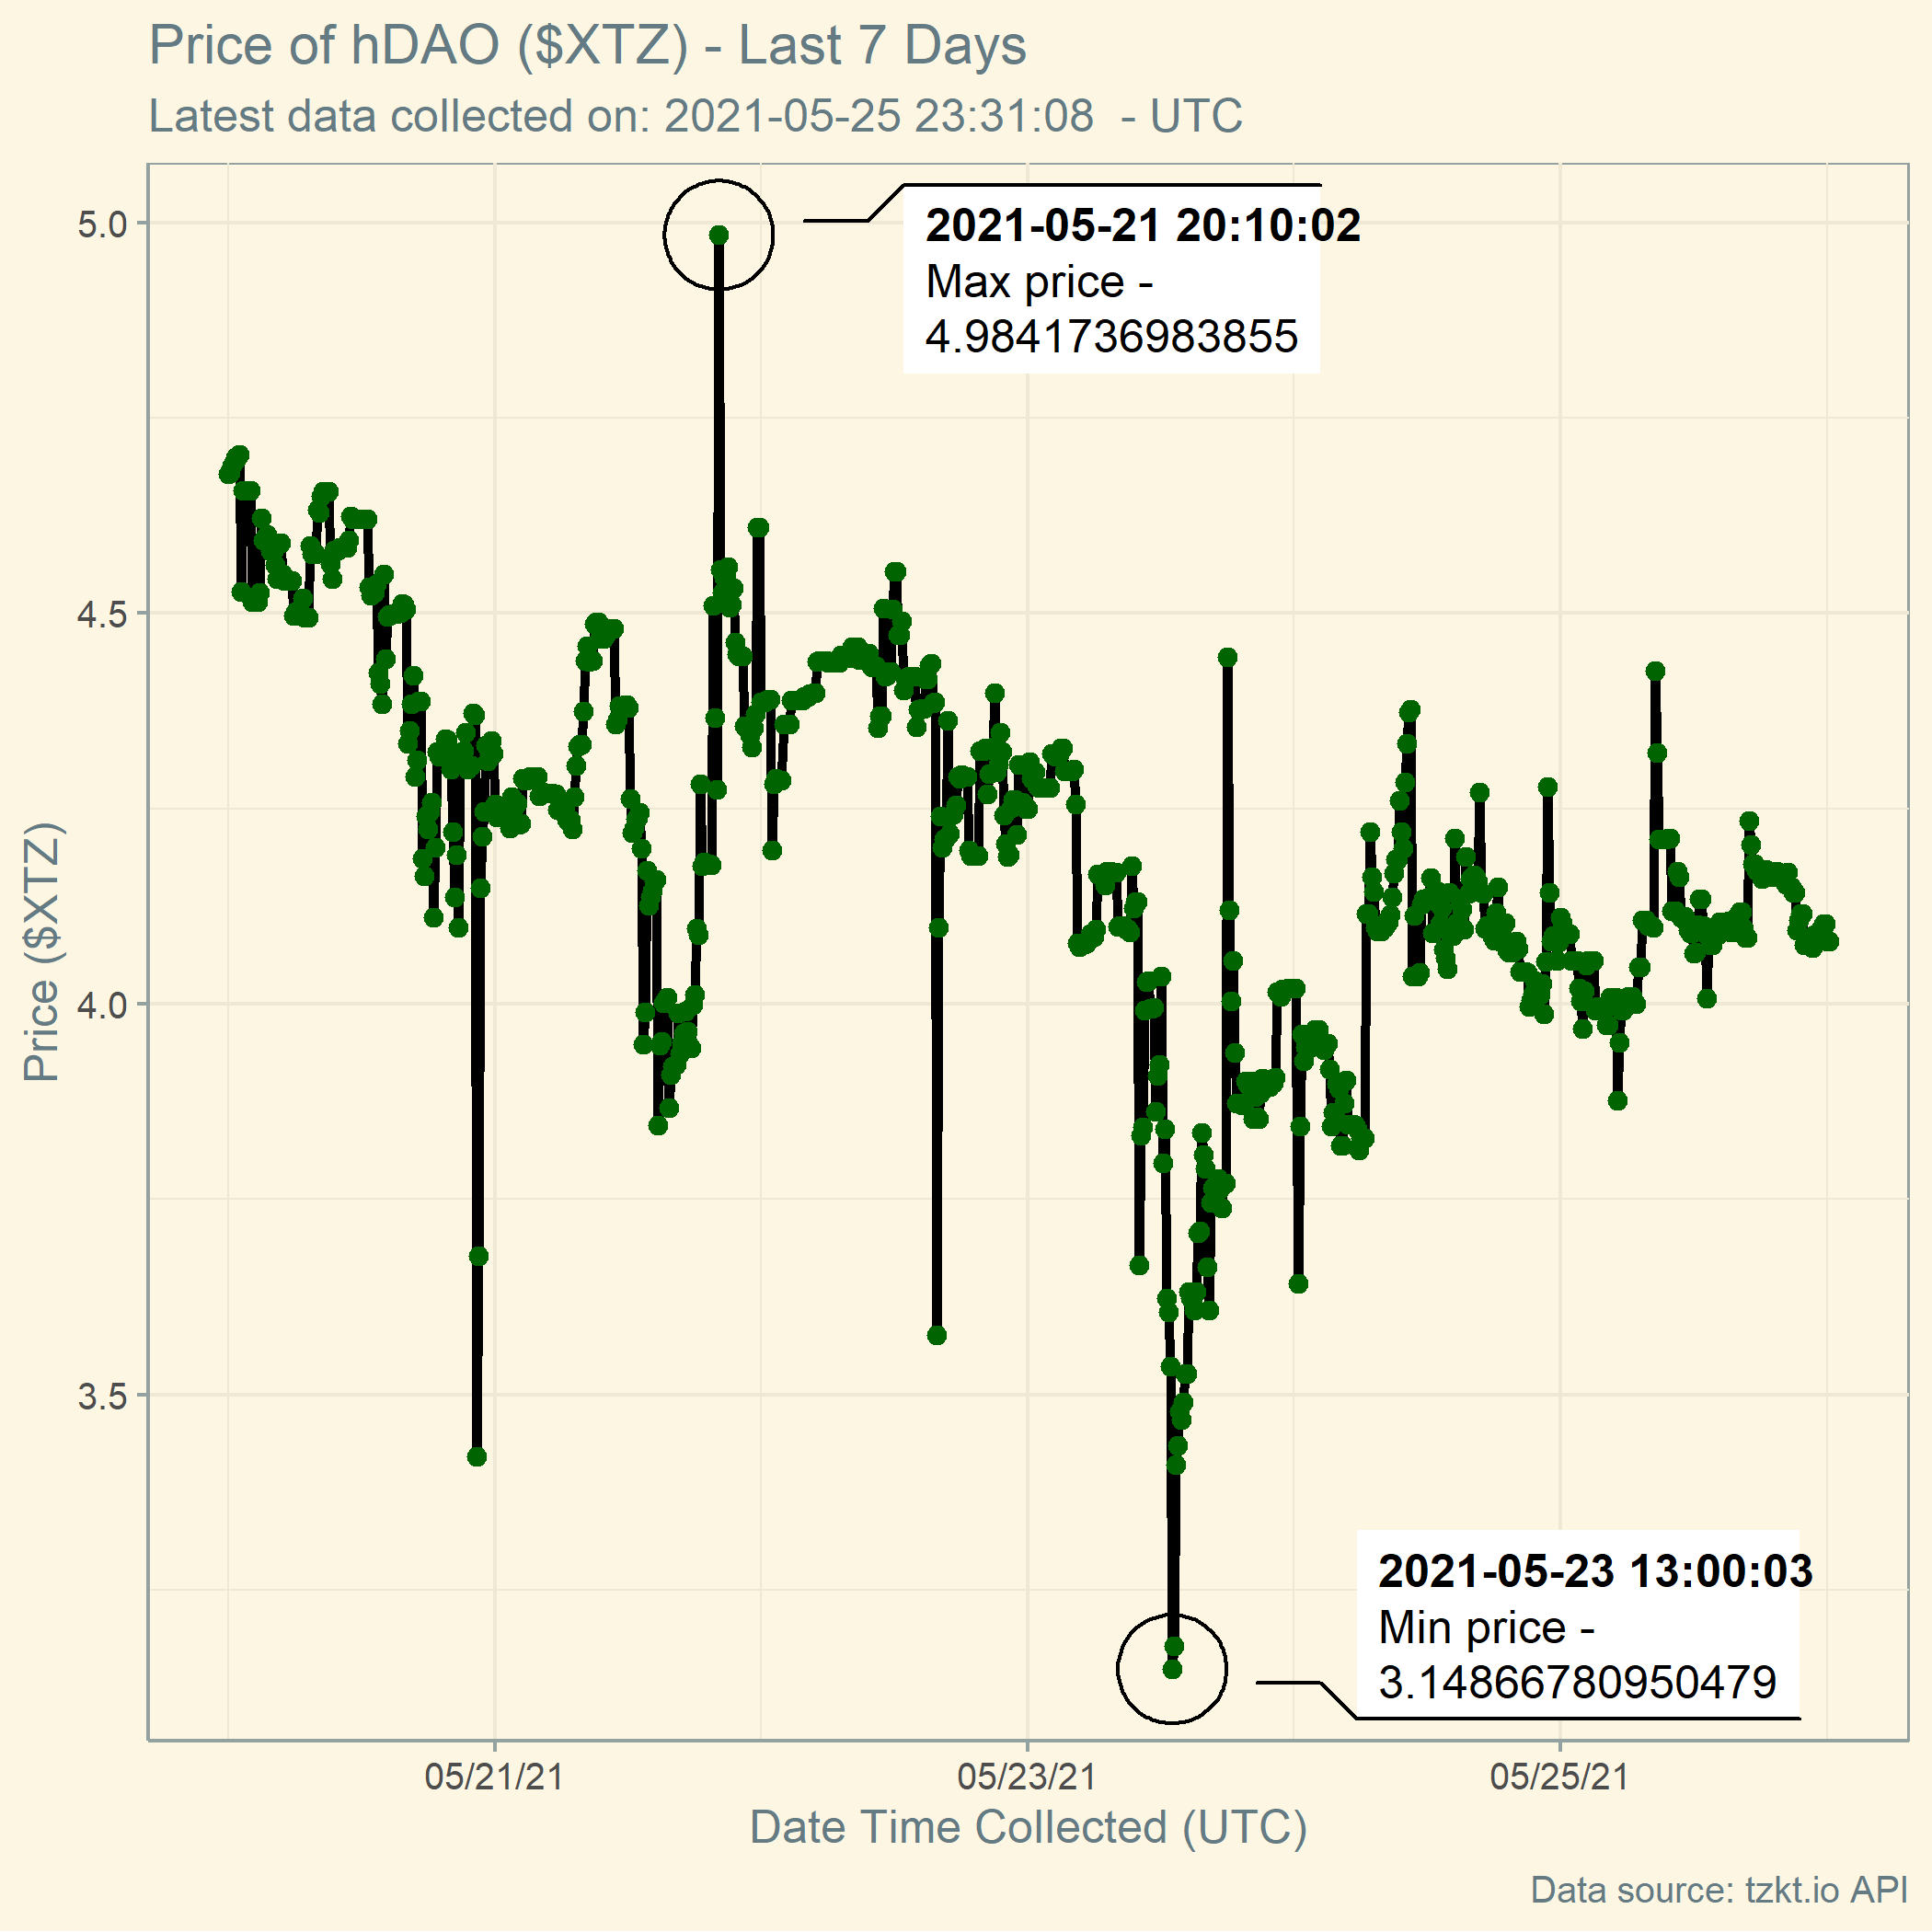 Price of hDAO ($XTZ) - Last 7 Days
Latest data collected on: 2021-05-25 23:31:08  - UTC
2021-05-21 20:10:02
Max price -
4.9841736983855
5.0
4.5
4.0
3.5
Price ($XTZ)
2021-05-23 13:00:03
Min price -
3.14866780950479
05/21/21
05/23/21
05/25/21
Date Time Collected (UTC)
Data source: tzkt.io API